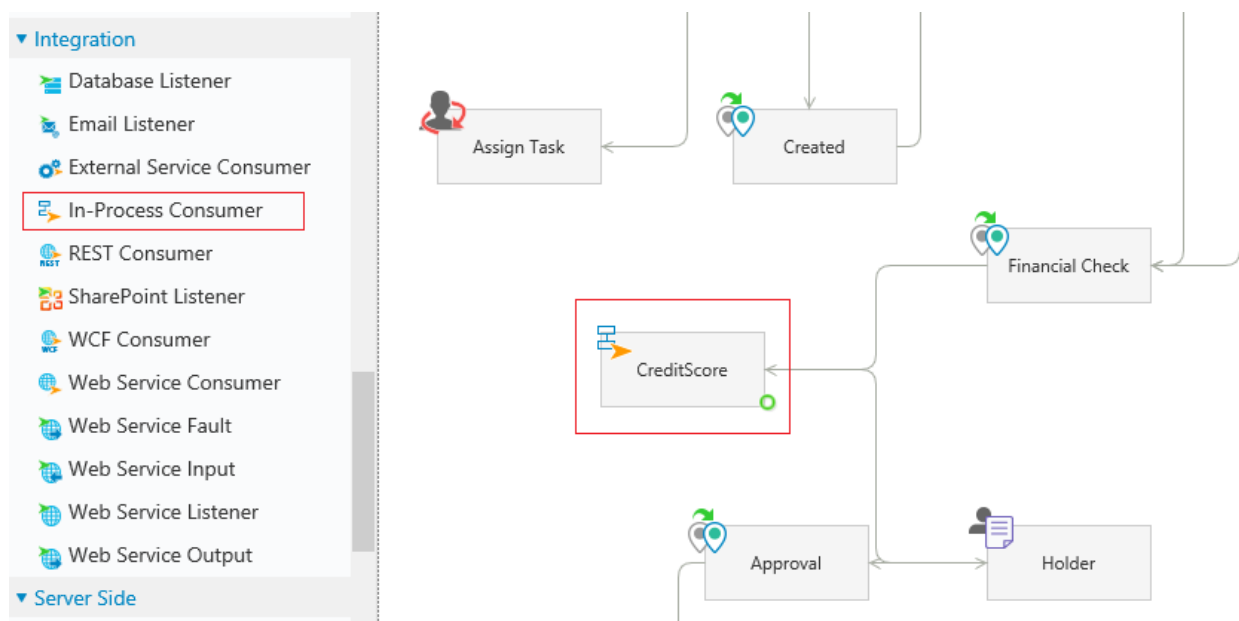 Integration
Database Listener
Email Listener
External Service Consumer
In-Process Consumer
REST
REST Consumer
SharePoint Listener
WCF
WCF Consumer
Web Service Consumer
Web Service Fault
Web Service Input
Web Service Listener
Web Service Output
Server Side
Assign Task
Created
Financial Check
CreditScore
Approval
Holder